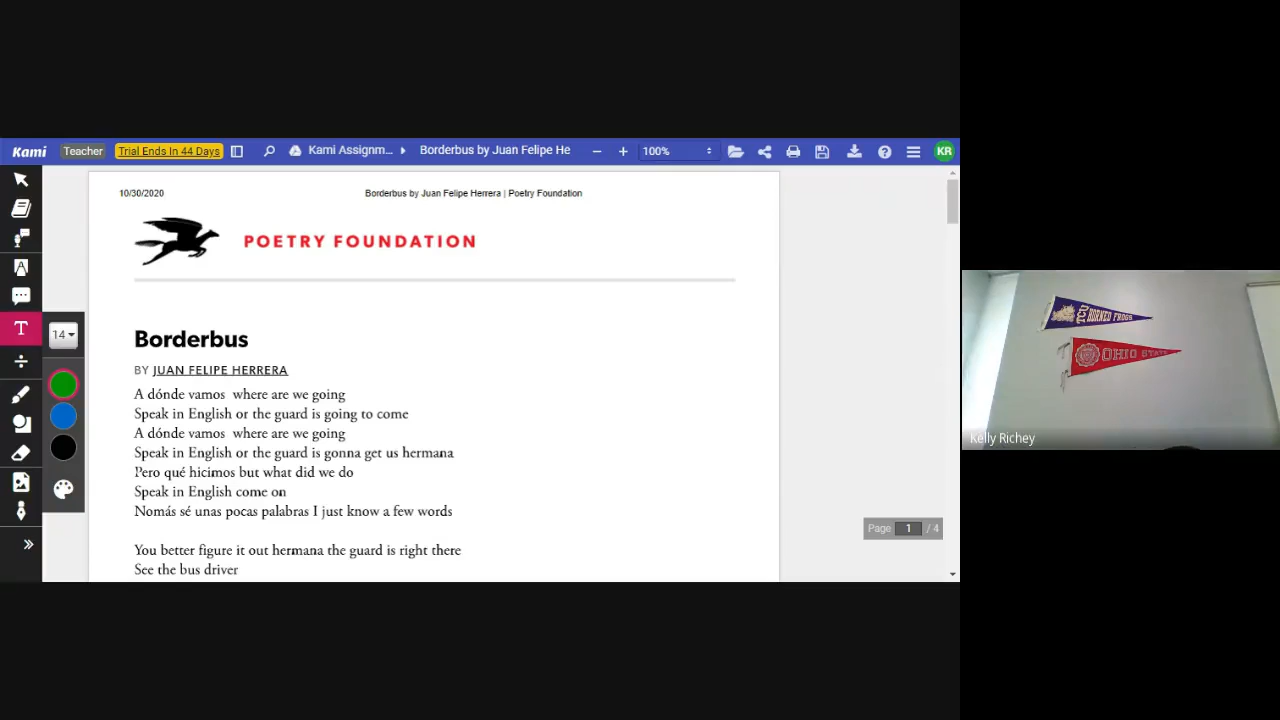 Kami
Teacher
Trial Ends In 44 Days
Kami Assignm...
Borderbus by Juan Felipe He
100%
KR
10/30/2020
Borderbus by Juan Felipe Herrera | Poetry Foundation
POETRY FOUNDATION
Borderbus
BY JUAN FELIPE HERRERA
A dónde vamos  where are we going
Speak in English or the guard is going to come
A dónde vamos  where are we going
Speak in English or the guard is gonna get us hermana
Pero qué hicimos but what did we do
Speak in English come on
Nomás sé unas pocas palabras I just know a few words
You better figure it out hermana the guard is right there
See the bus driver
14
T
Page 1 / 4
TCU HORNED FROGS
OHIO STATE
Kelly Richey